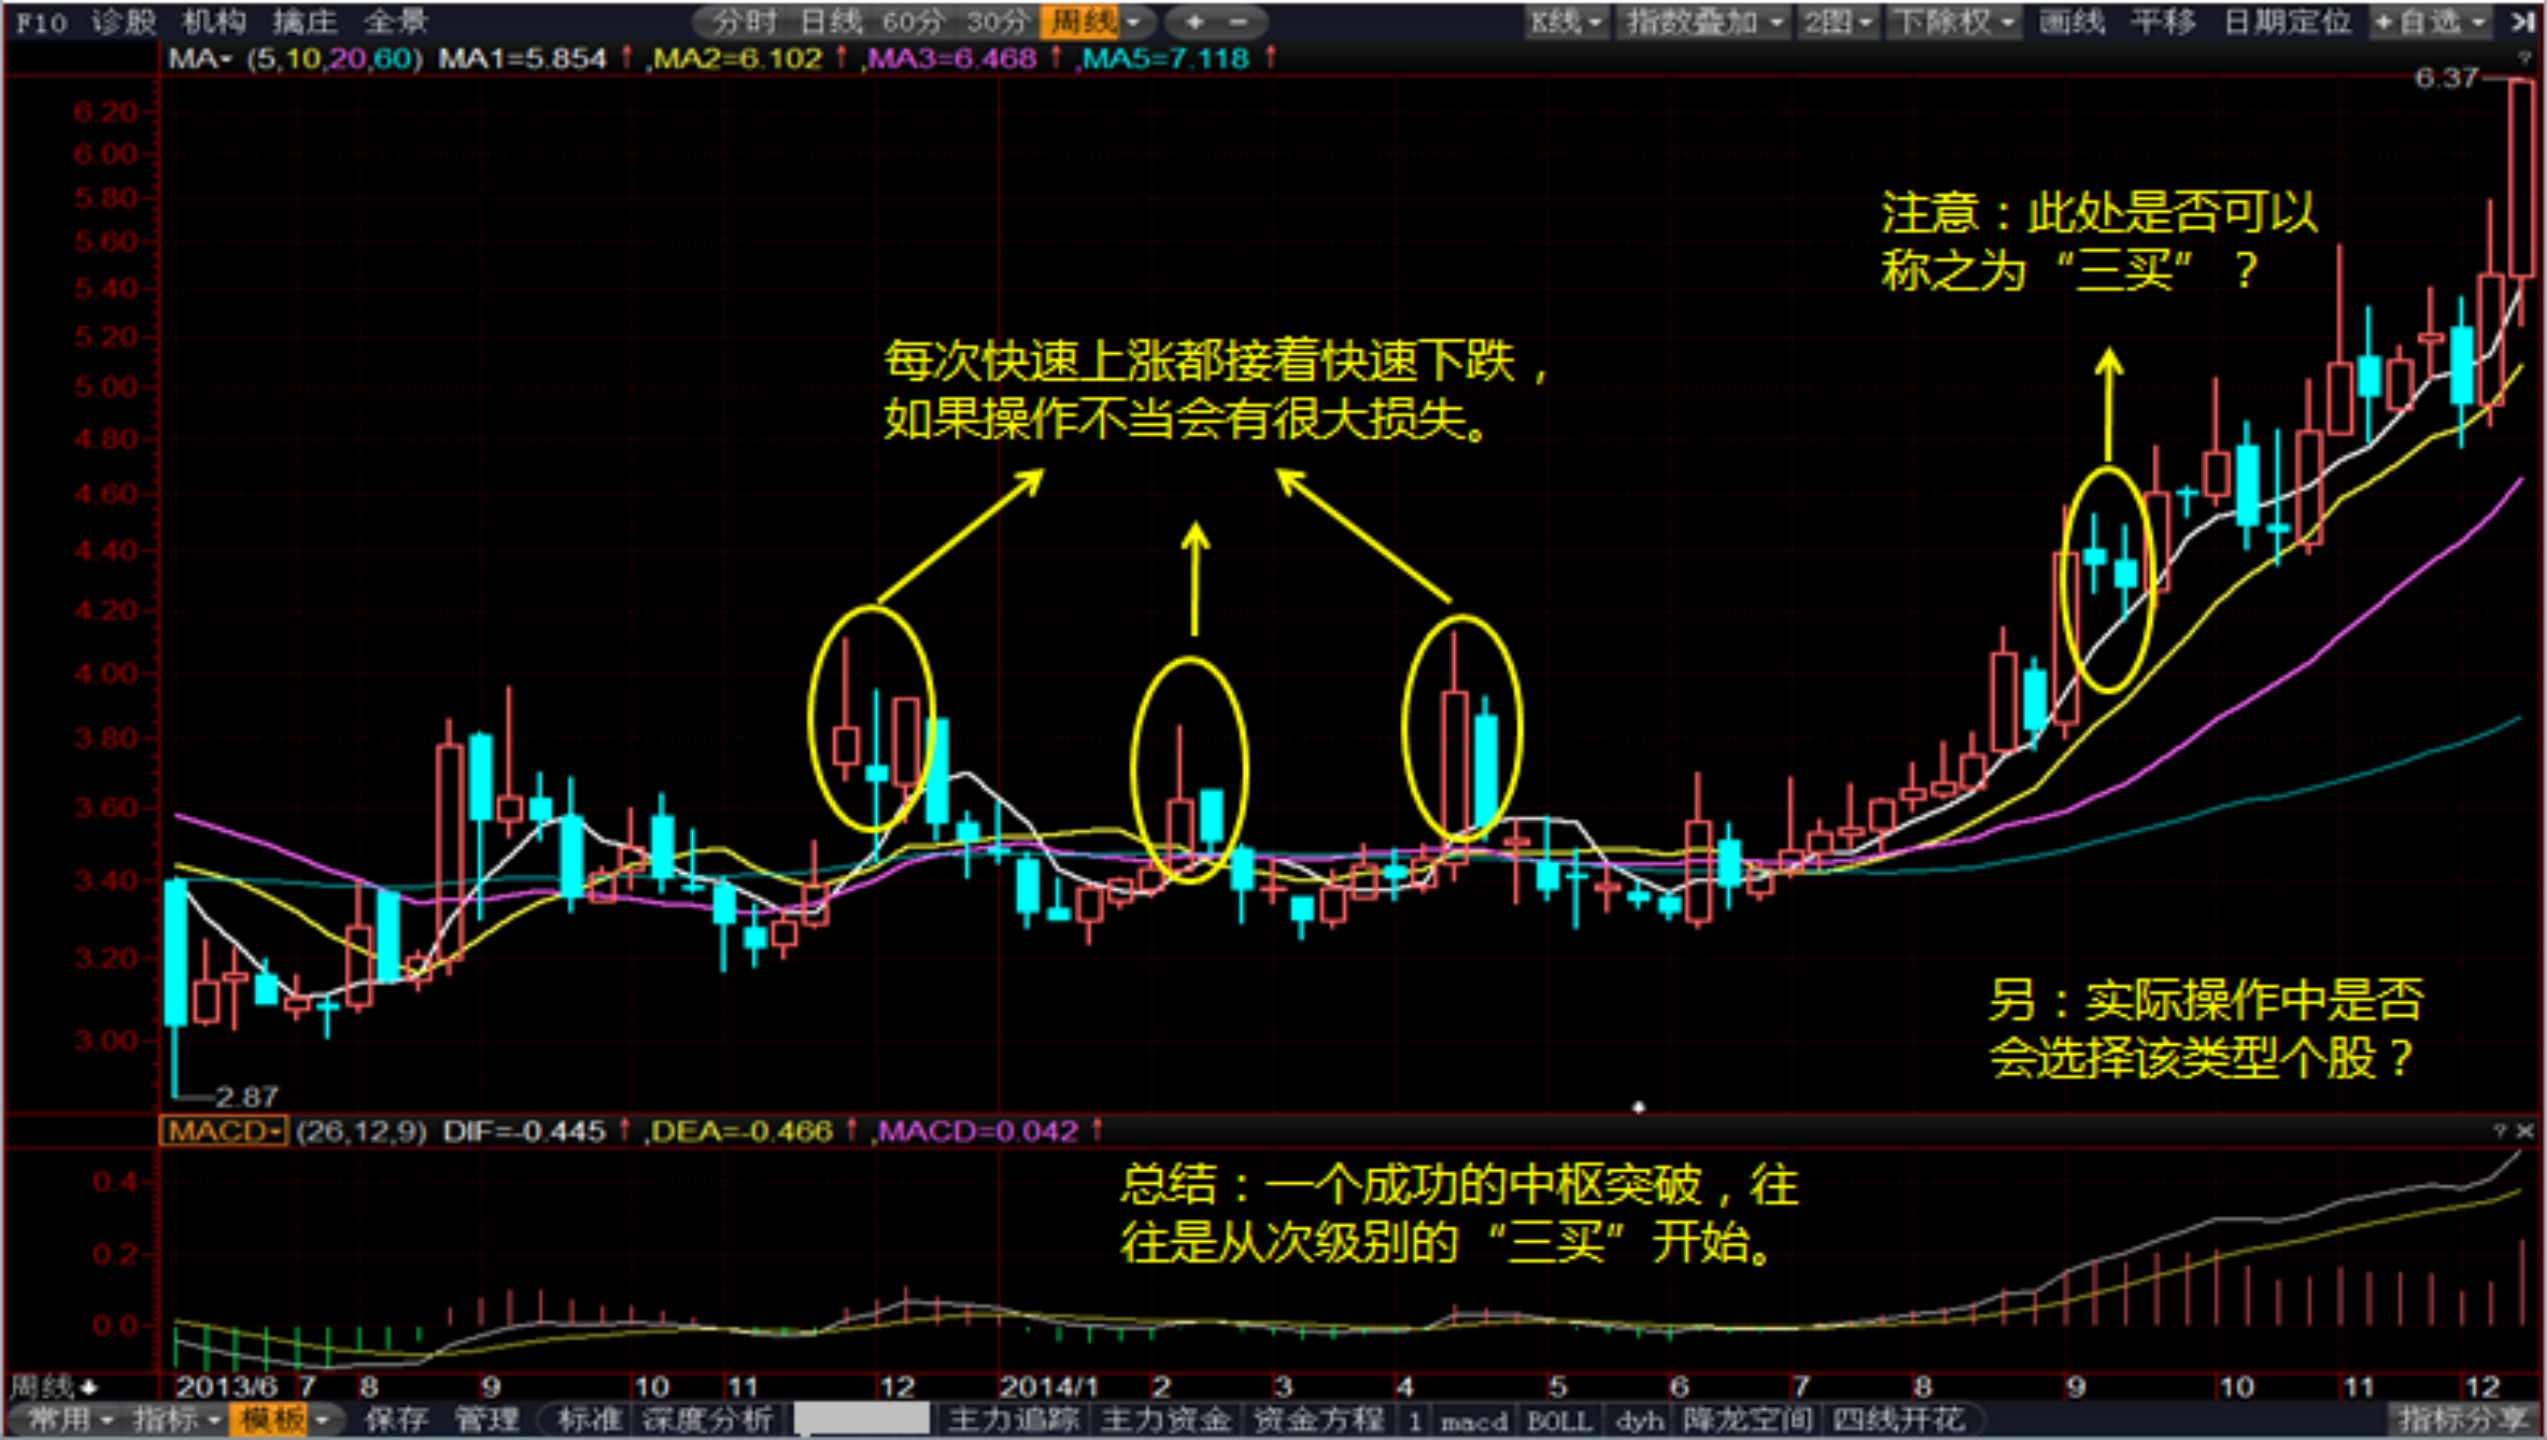 F10 诊股 机构 擒庄 全景 分时 日线 60分 30分 周线 + - K线 指数叠加 2图 下除权 画线 平移 日期定位 +自选
MA (5,10,20,60) MA1=5.854 ↑ ,MA2=6.102 ↑ ,MA3=6.468 ↑ ,MA5=7.118 ↑ ?
6.37
6.20
6.00
5.80
5.60
5.40
5.20
5.00
4.80
4.60
4.40
4.20
4.00
3.80
3.60
3.40
3.20
3.00
注意：此处是否可以
称之为“三买”？
每次快速上涨都接着快速下跌，
如果操作不当会有很大损失。
另：实际操作中是否
会选择该类型个股？
2.87
MACD (26,12,9) DIF=-0.445 ↑ ,DEA=-0.466 ↑ ,MACD=0.042 ↑ ? ×
0.4
0.2
0.0
总结：一个成功的中枢突破，往
往是从次级别的“三买”开始。
周线 2013/6 7 8 9 10 11 12 2014/1 2 3 4 5 6 7 8 9 10 11 12
常用 指标 模板 保存 管理 标准 深度分析 主力追踪 主力资金 资金方程 1 macd BOLL dyh 降龙空间 四线开花 指标分享